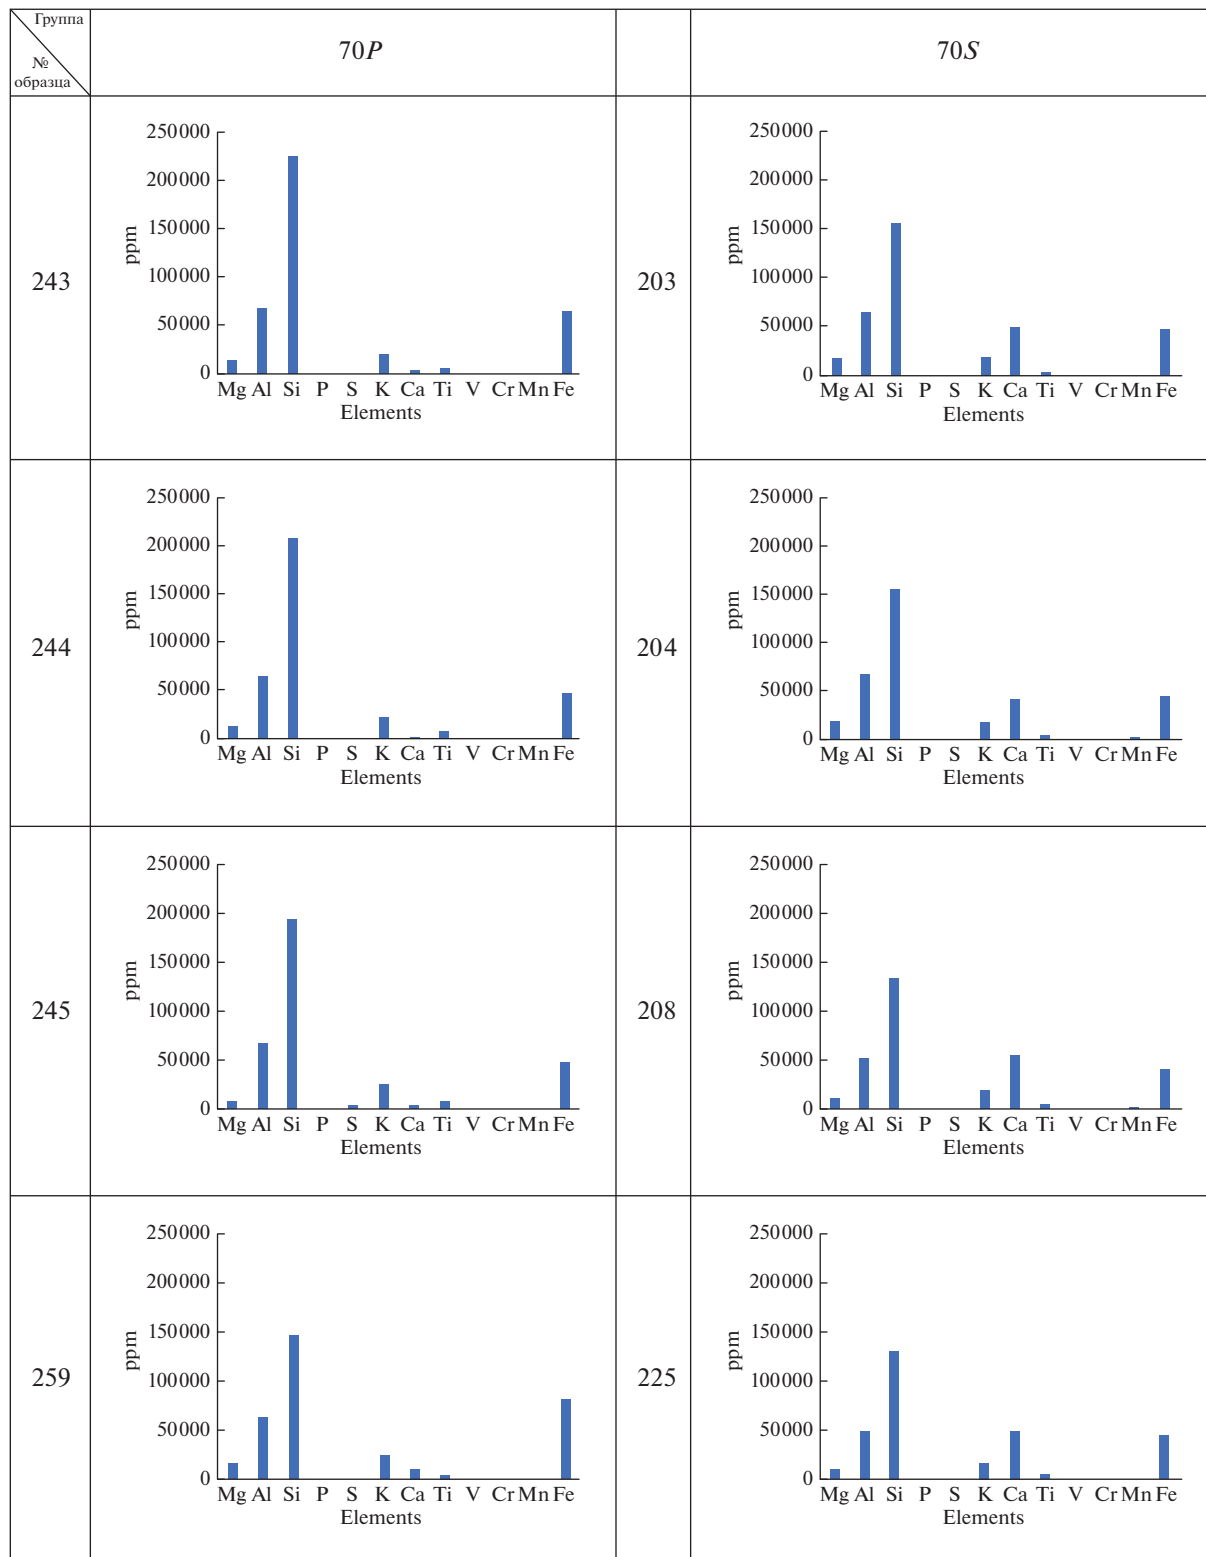 Группа
№
образца
70P
70S
243
250000
200000
150000
100000
50000
0
ppm
Mg Al Si P S K Ca Ti V Cr Mn Fe
Elements
203
250000
200000
150000
100000
50000
0
ppm
Mg Al Si P S K Ca Ti V Cr Mn Fe
Elements
244
250000
200000
150000
100000
50000
0
ppm
Mg Al Si P S K Ca Ti V Cr Mn Fe
Elements
204
250000
200000
150000
100000
50000
0
ppm
Mg Al Si P S K Ca Ti V Cr Mn Fe
Elements
245
250000
200000
150000
100000
50000
0
ppm
Mg Al Si P S K Ca Ti V Cr Mn Fe
Elements
208
250000
200000
150000
100000
50000
0
ppm
Mg Al Si P S K Ca Ti V Cr Mn Fe
Elements
259
250000
200000
150000
100000
50000
0
ppm
Mg Al Si P S K Ca Ti V Cr Mn Fe
Elements
225
250000
200000
150000
100000
50000
0
ppm
Mg Al Si P S K Ca Ti V Cr Mn Fe
Elements